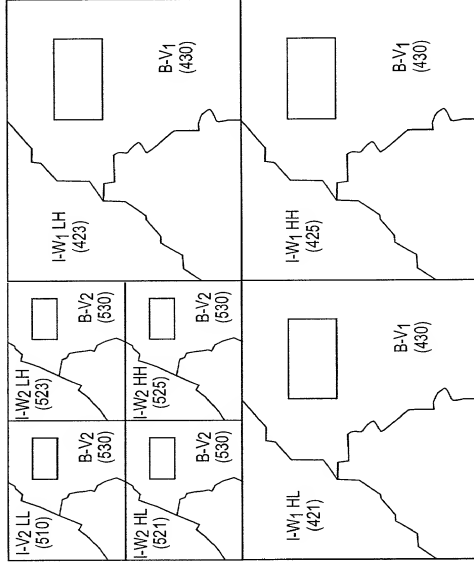 I-V2 LL
(510)
B-V2
(530)
I-W2 LH
(523)
B-V2
(530)
I-W1 LH
(423)
B-V1
(430)
I-W2 HL
(521)
B-V2
(530)
I-W2 HH
(525)
B-V2
(530)
I-W1 HL
(421)
B-V1
(430)
I-W1 HH
(425)
B-V1
(430)